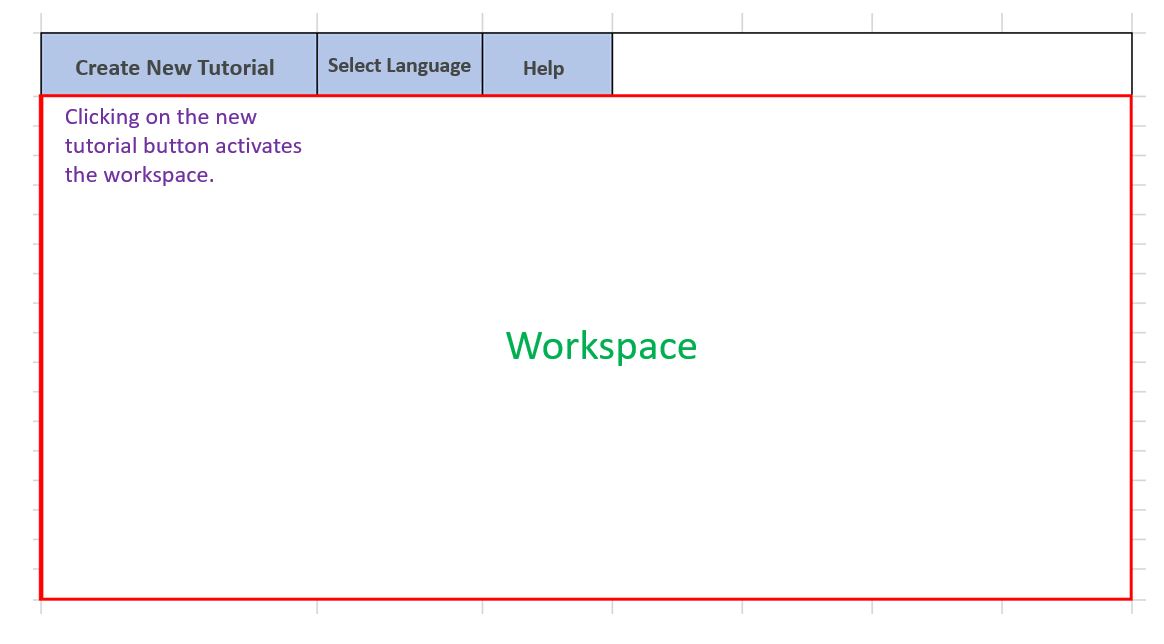 Create New Tutorial
Select Language
Help
Clicking on the new
tutorial button activates
the workspace.
Workspace